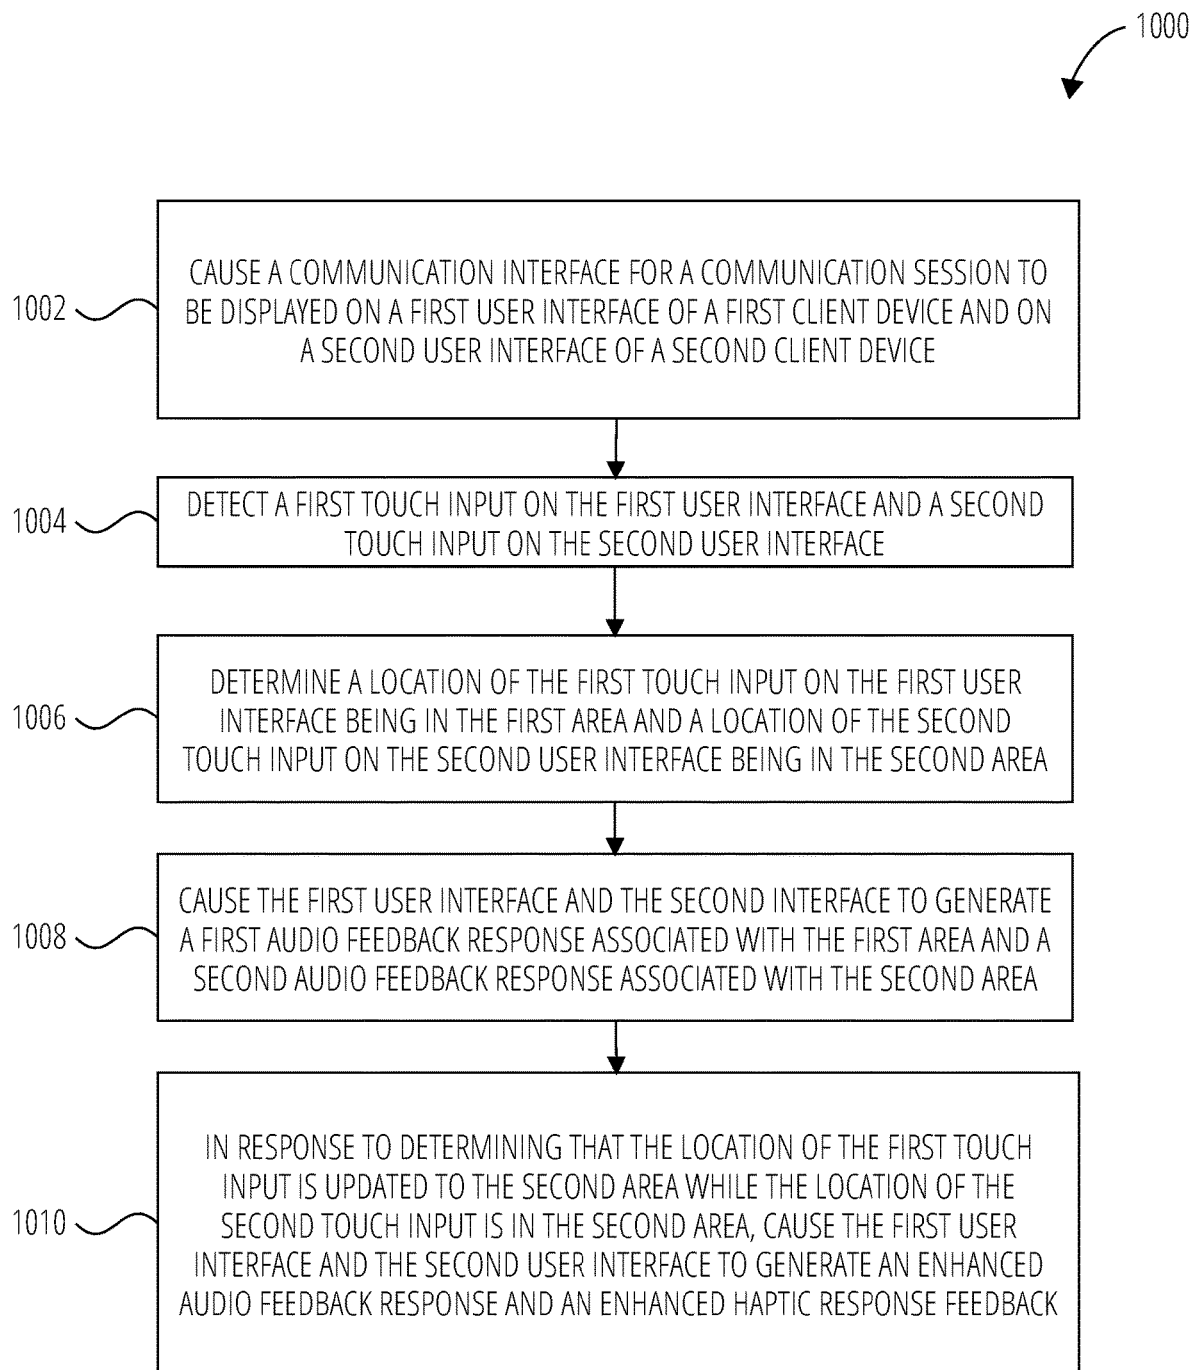 1000
1002
CAUSE A COMMUNICATION INTERFACE FOR A COMMUNICATION SESSION TO
BE DISPLAYED ON A FIRST USER INTERFACE OF A FIRST CLIENT DEVICE AND ON
A SECOND USER INTERFACE OF A SECOND CLIENT DEVICE
1004
DETECT A FIRST TOUCH INPUT ON THE FIRST USER INTERFACE AND A SECOND
TOUCH INPUT ON THE SECOND USER INTERFACE
1006
DETERMINE A LOCATION OF THE FIRST TOUCH INPUT ON THE FIRST USER
INTERFACE BEING IN THE FIRST AREA AND A LOCATION OF THE SECOND
TOUCH INPUT ON THE SECOND USER INTERFACE BEING IN THE SECOND AREA
1008
CAUSE THE FIRST USER INTERFACE AND THE SECOND INTERFACE TO GENERATE
A FIRST AUDIO FEEDBACK RESPONSE ASSOCIATED WITH THE FIRST AREA AND A
SECOND AUDIO FEEDBACK RESPONSE ASSOCIATED WITH THE SECOND AREA
1010
IN RESPONSE TO DETERMINING THAT THE LOCATION OF THE FIRST TOUCH
INPUT IS UPDATED TO THE SECOND AREA WHILE THE LOCATION OF THE
SECOND TOUCH INPUT IS IN THE SECOND AREA, CAUSE THE FIRST USER
INTERFACE AND THE SECOND USER INTERFACE TO GENERATE AN ENHANCED
AUDIO FEEDBACK RESPONSE AND AN ENHANCED HAPTIC RESPONSE FEEDBACK